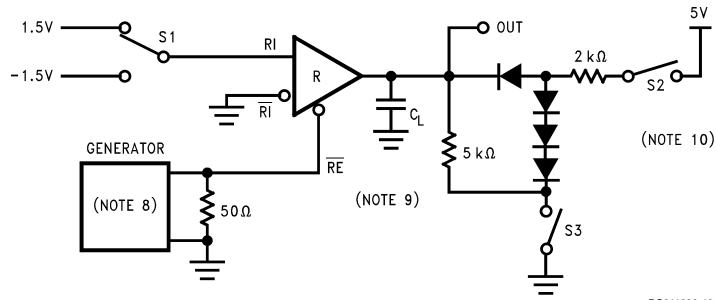 1.5V
S1
–1.5V
RI
R
RI
RE
GENERATOR
(NOTE 8)
50Ω
CL
(NOTE 9)
OUT
5 kΩ
2 kΩ
S2
5V
(NOTE 10)
S3